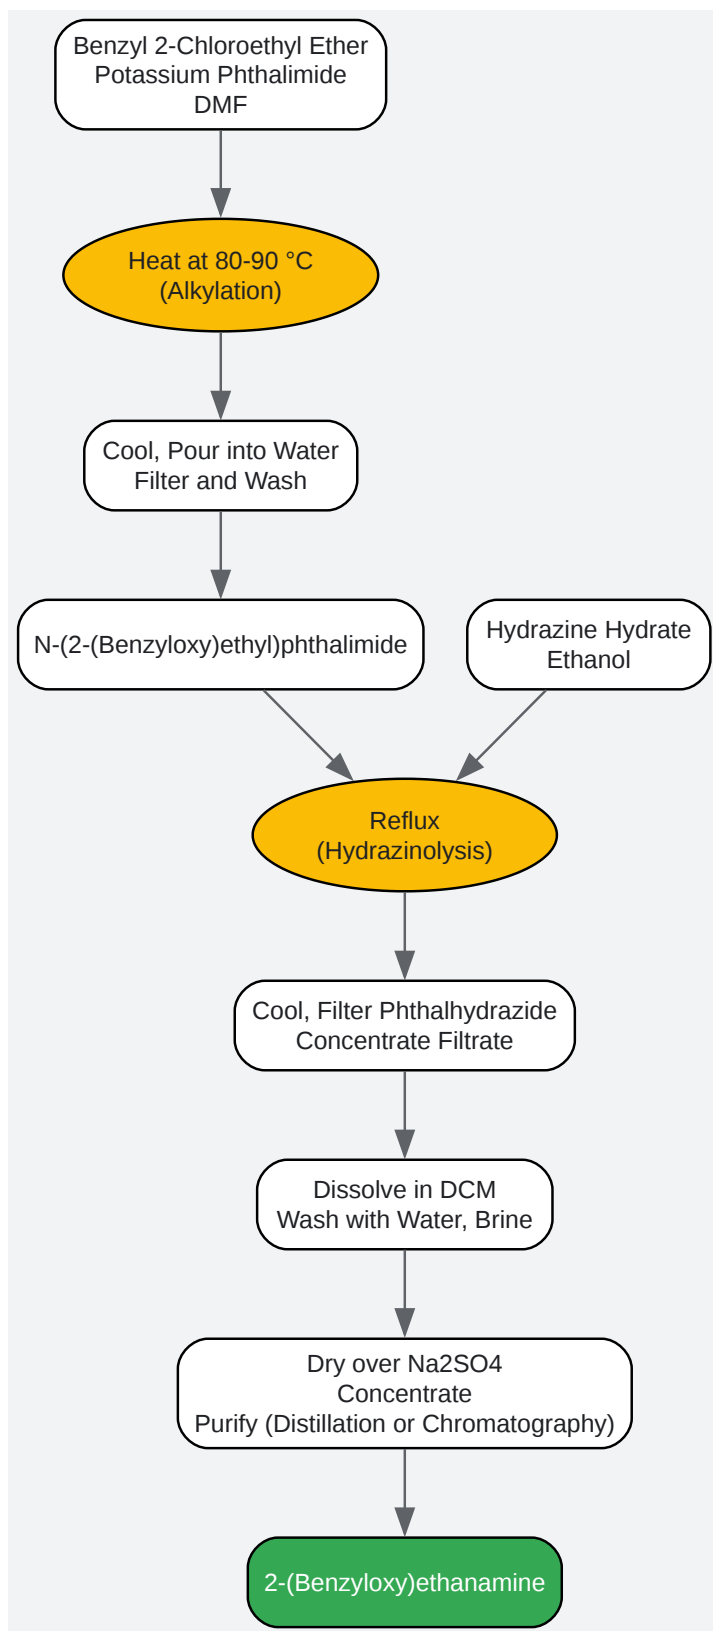 Benzyl 2-Chloroethyl Ether
Potassium Phthalimide
DMF
Heat at 80-90 °C
(Alkylation)
Cool, Pour into Water
Filter and Wash
N-(2-(Benzyloxy)ethyl)phthalimide
Hydrazine Hydrate
Ethanol
Reflux
(Hydrazinolysis)
Cool, Filter Phthalhydrazide
Concentrate Filtrate
Dissolve in DCM
Wash with Water, Brine
Dry over Na2SO4
Concentrate
Purify (Distillation or Chromatography)
2-(Benzyloxy)ethanamine